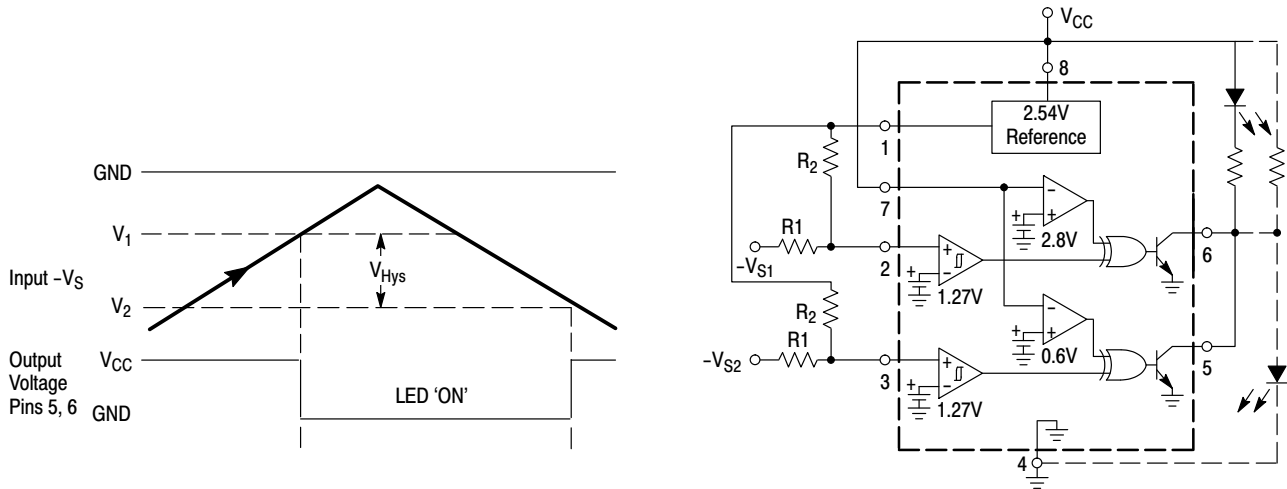 GND
V1
Input –VS
VHys
V2
Output
Voltage
Pins 5, 6
VCC
GND
LED 'ON'
VCC
8
2.54V
Reference
1
R2
7
–
+
+
2.8V
6
R1
–VS1
2
+
–
+
1.27V
R2
–
+
+
0.6V
5
R1
–VS2
3
+
–
+
1.27V
4